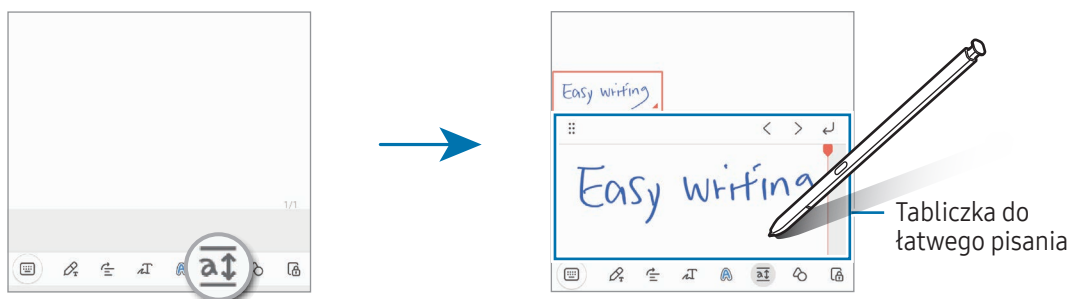 1/1
a
Easy writing
Easy writing
Tabliczka do
łatwego pisania